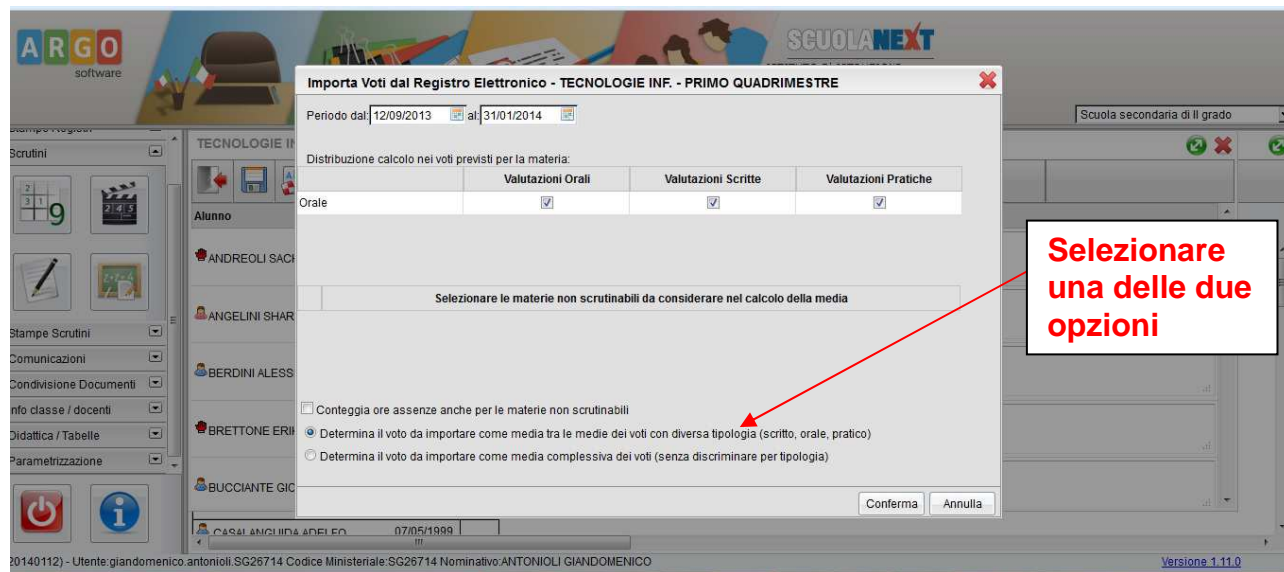 ARGO
software
SCUOLANEXT
Importa Voti dal Registro Elettronico - TECNOLOGIE INF. - PRIMO QUADRIMESTRE
Periodo dal: 12/09/2013 al: 31/01/2014
Scuola secondaria di II grado
Scrutini
TECNOLOGIE
Distribuzione calcolo nei voti previsti per la materia:
Valutazioni Orali Valutazioni Scritte Valutazioni Pratiche
Orale
Alunno
ANDREOLI
Selezionare
una delle due
opzioni
Selezionare le materie non scrutinabili da considerare nel calcolo della media
ANGELINI SHAR
Stampe Scrutini
Comunicazioni
BERDINI ALESS
Condivisione Documenti
nfo classe / docenti
Conteggia ore assenze anche per le materie non scrutinabili
Didattica / Tabelle
BRETTONE
Determina il voto da importare come media tra le medie dei voti con diversa tipologia (scritto, orale, pratico)
Parametrizzazione
Determina il voto da importare come media complessiva dei voti (senza discriminare per tipologia)
BUCCIANTE GIO
Conferma Annulla
CASALANGUIDA ADELFO 07/05/1999
20140112) - Utente:giandomenico.antonioli.SG26714 Codice Ministeriale:SG26714 Nominativo:ANTONIOLI GIANDOMENICO
Versione 1.11.0